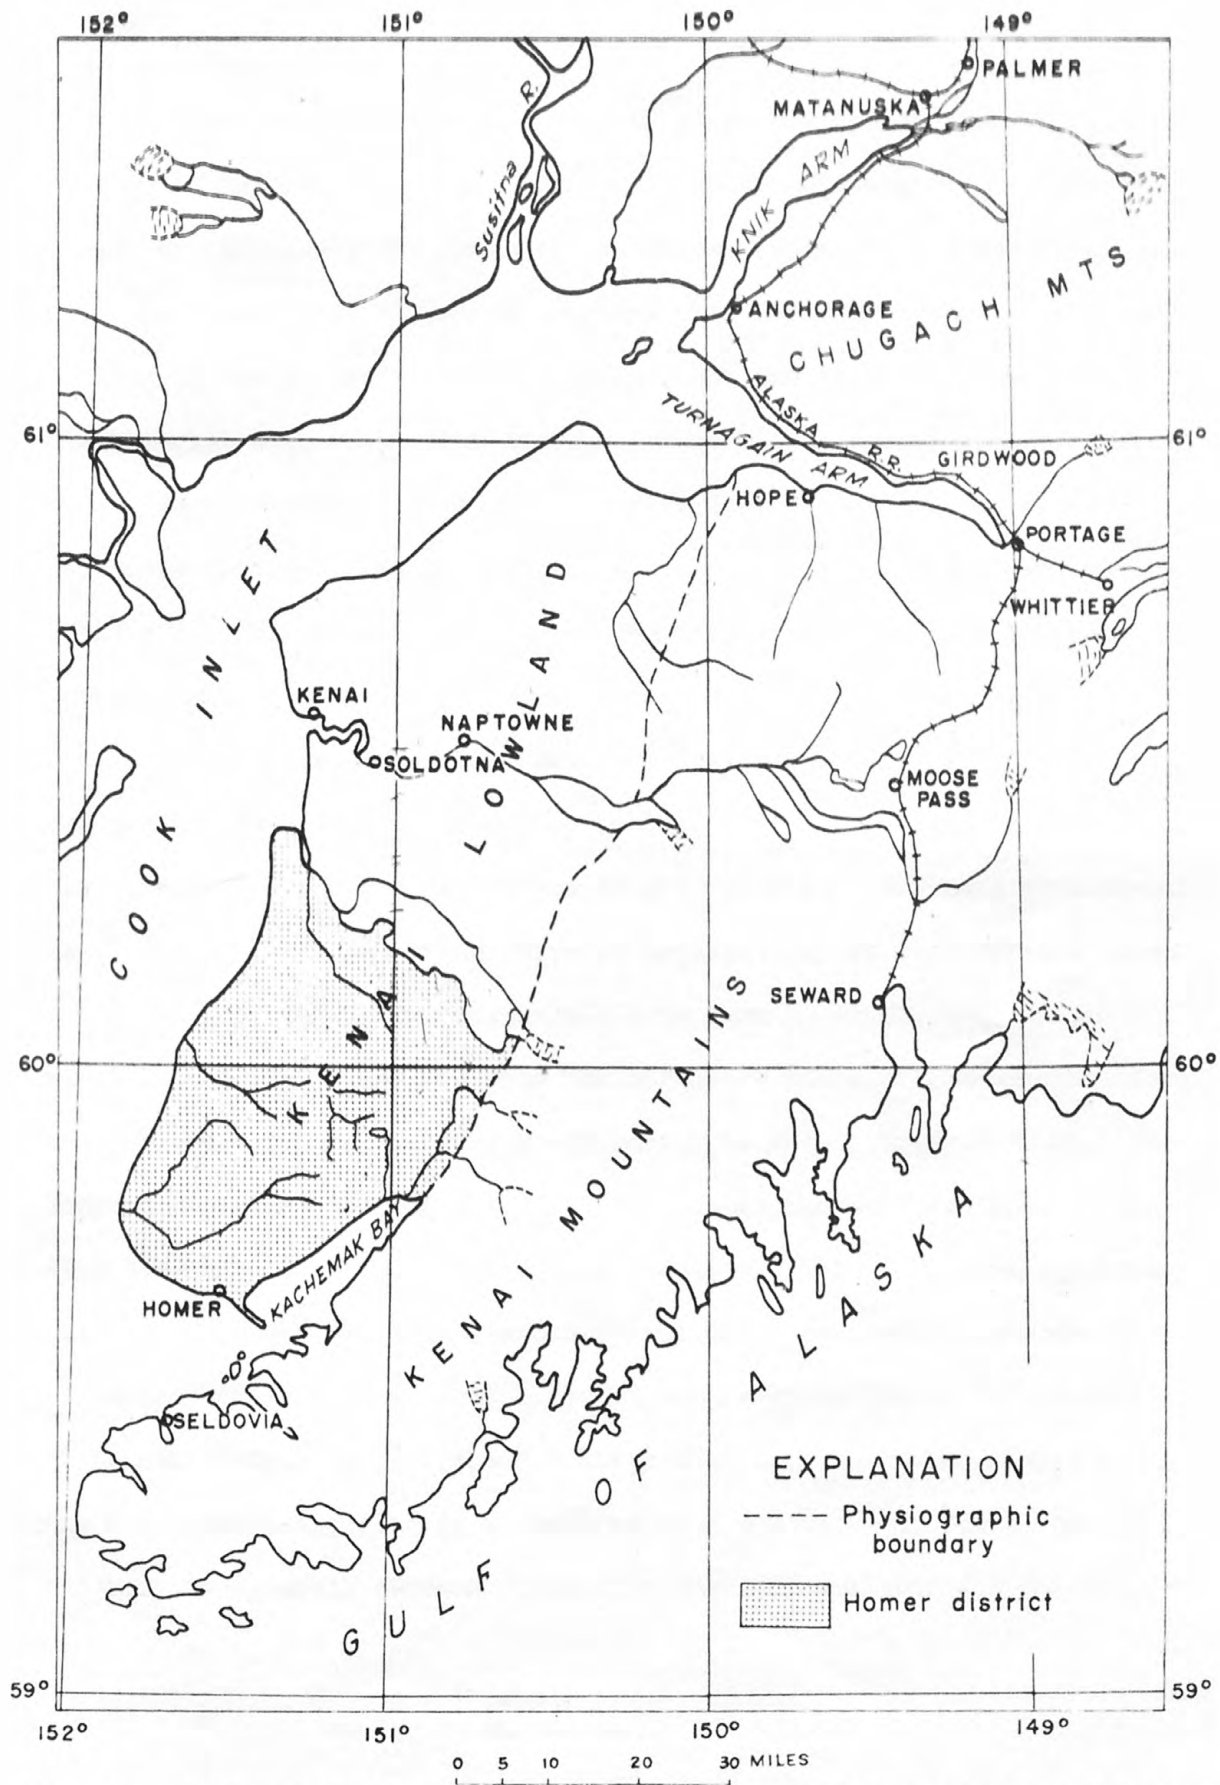 152° 151° 150° 149°
PALMER
MATANUSKA
Susitna R.
KNIK ARM
ANCHORAGE
CHUGACH MTS
ALASKA R.R.
TURNAGAIN ARM
61° 61°
GIRDWOOD
HOPE
PORTAGE
WHITTIER
COOK INLET
KENAI
NAPTOWNE
SOLDOTNA
KENAI LOWLAND
MOOSE
PASS
SEWARD
60° 60°
KENAI MOUNTAINS
KACHEMAK BAY
HOMER
SELDOVIA
GULF OF ALASKA
EXPLANATION
Physiographic
boundary
Homer district
59° 59°
152° 151° 150° 149°
0 5 10 20 30 MILES